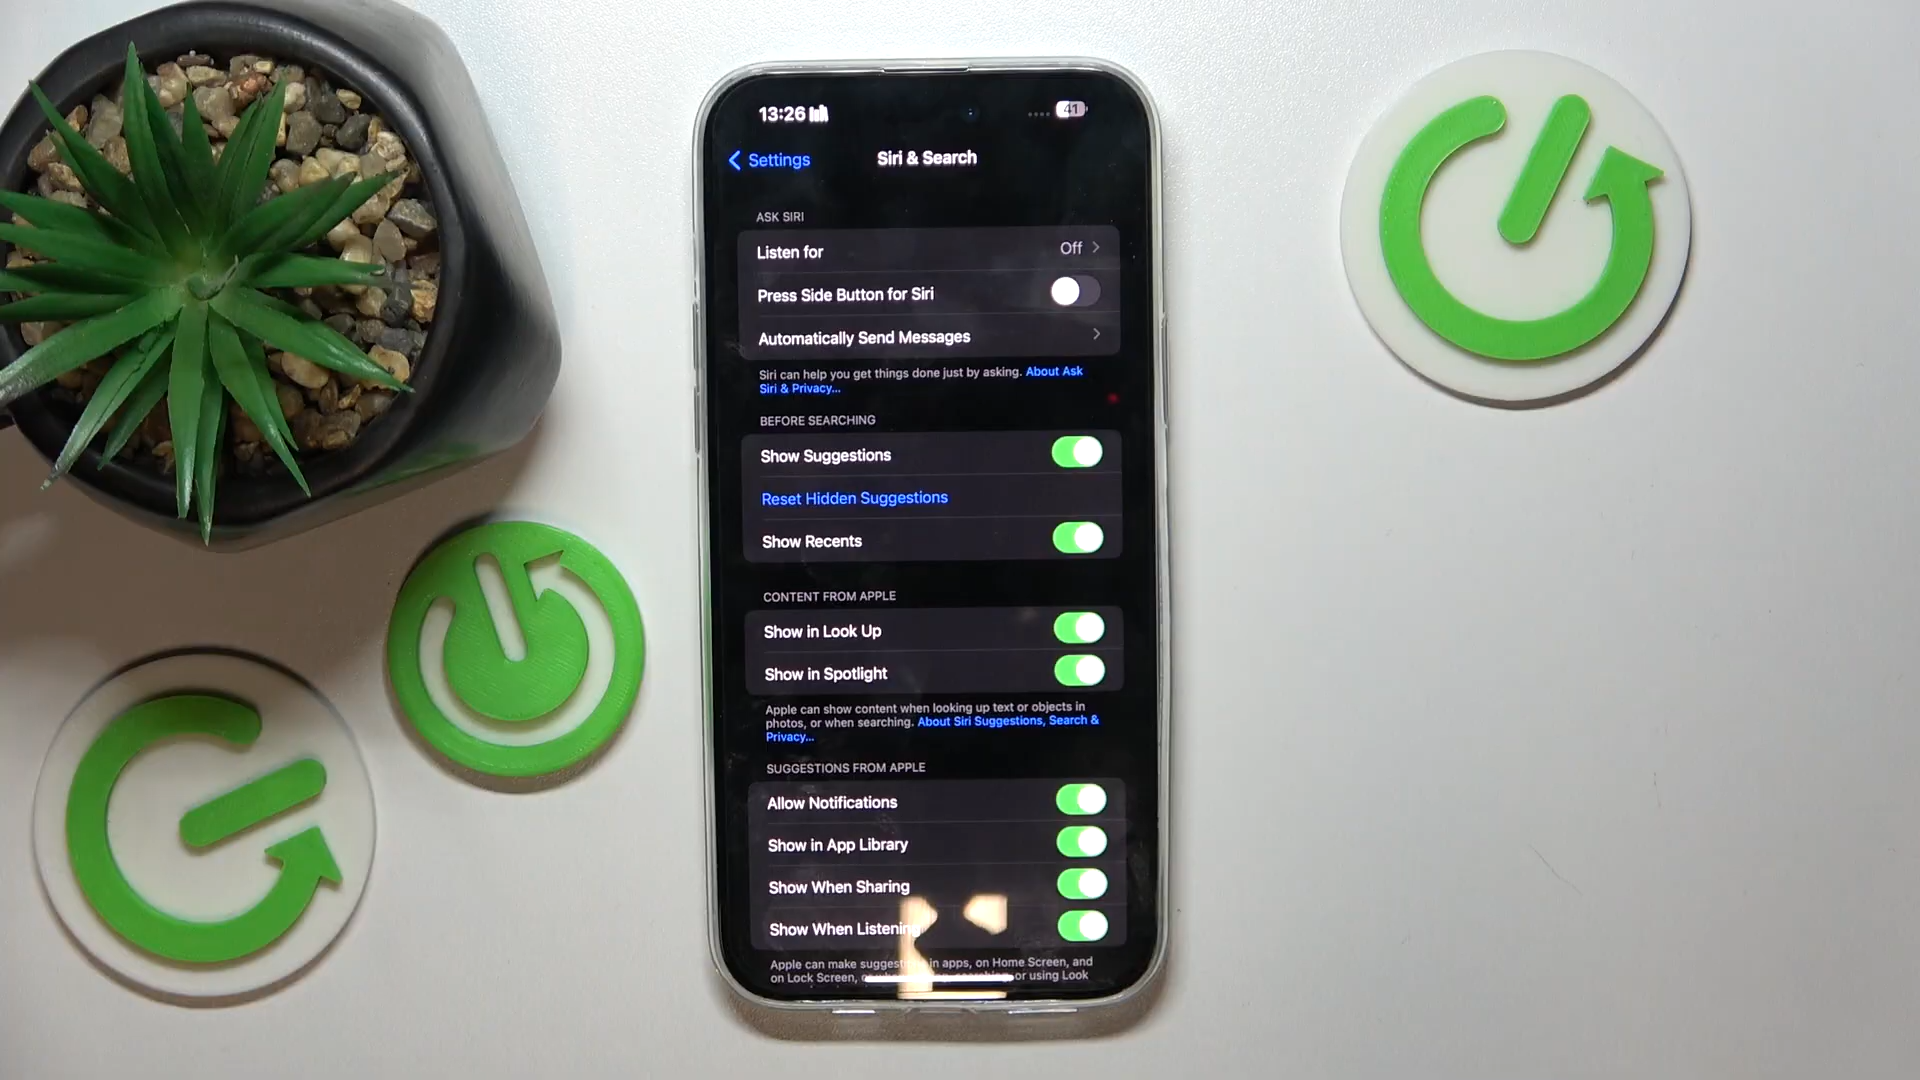 13:26
41
Settings
Siri & Search
ASK SIRI
Listen for
Off
Press Side Button for Siri
Automatically Send Messages
Siri can help you get things done just by asking. About Ask
Siri & Privacy...
BEFORE SEARCHING
Show Suggestions
Reset Hidden Suggestions
Show Recents
CONTENT FROM APPLE
Show in Look Up
Show in Spotlight
Apple can show content when looking up text or objects in
photos, or when searching. About Siri Suggestions, Search &
Privacy...
SUGGESTIONS FROM APPLE
Allow Notifications
Show in App Library
Show When Sharing
Show When Listening
Apple can make in apps, on Home Screen, and
on Lock Screen, or using Look